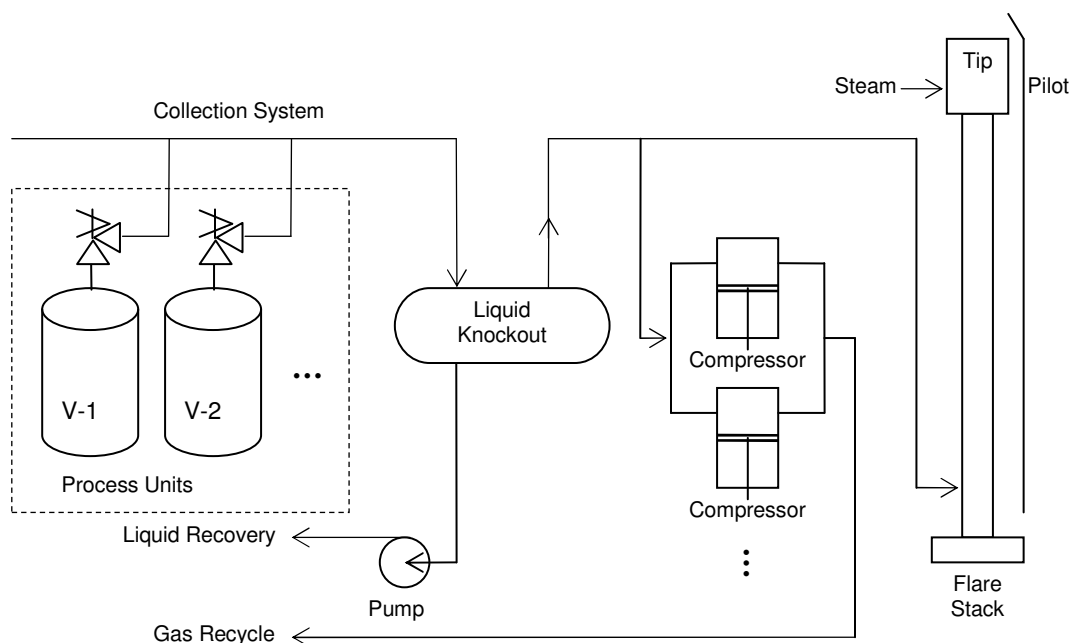 Tip
Steam
Pilot
Collection System
Liquid
Knockout
Compressor
V-1
V-2
...
Process Units
Compressor
Liquid Recovery
Pump
Flare
Stack
Gas Recycle